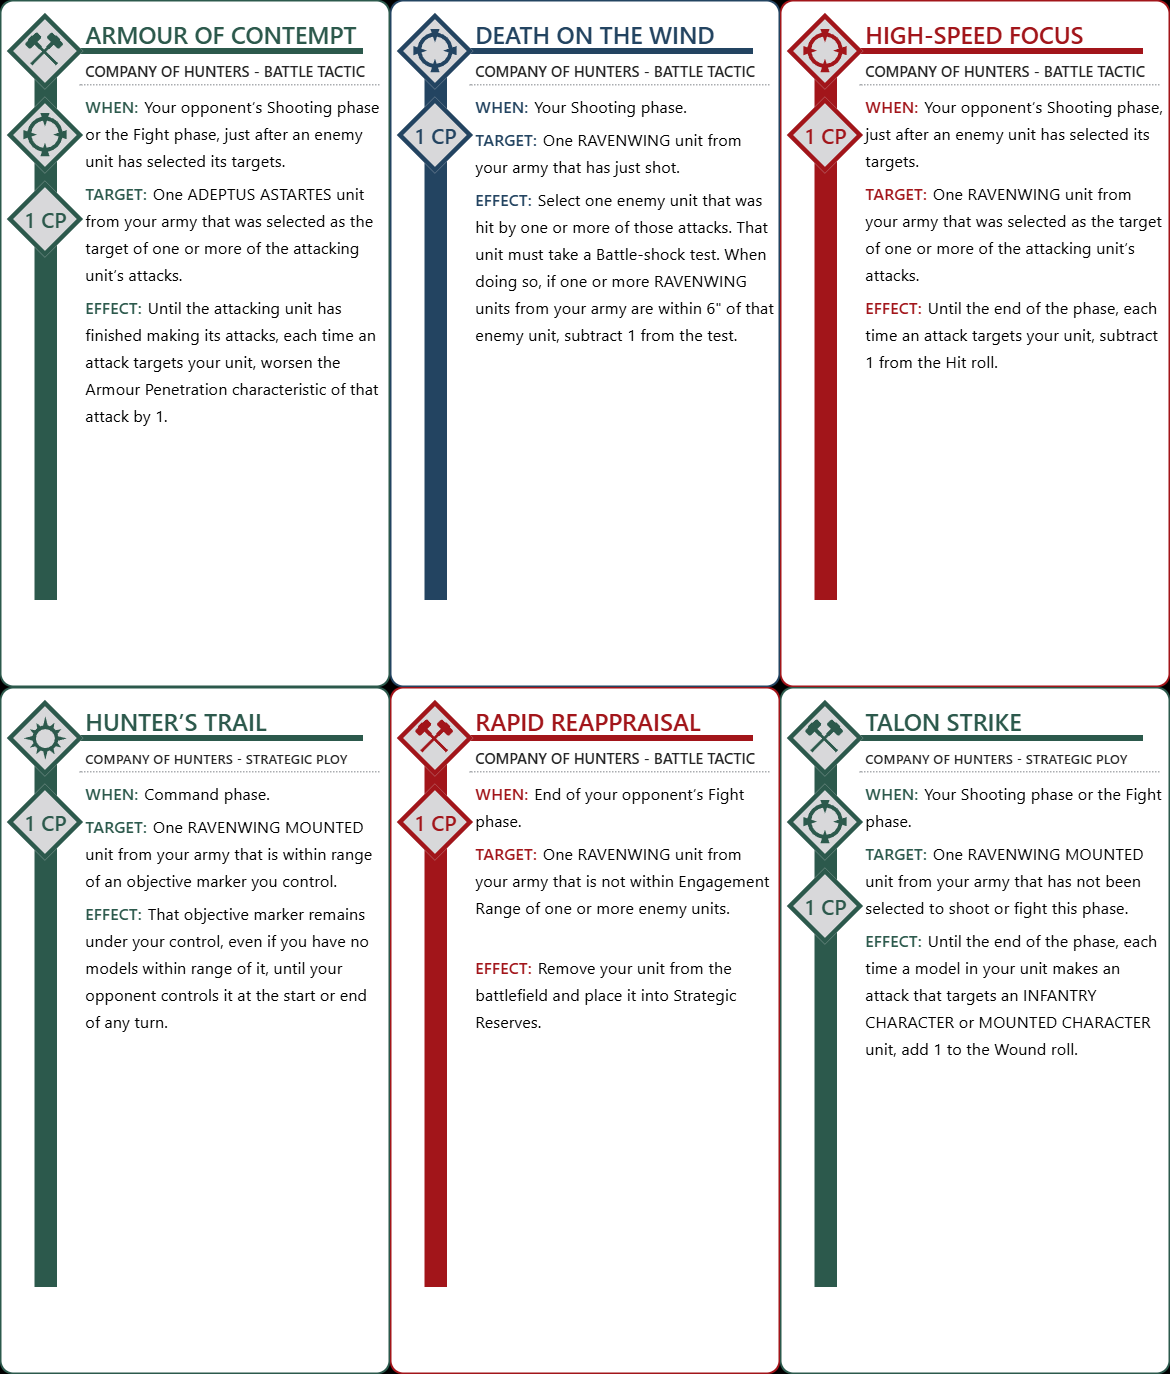 ARMOUR OF CONTEMPT
COMPANY OF HUNTERS - BATTLE TACTIC
WHEN: Your opponent's Shooting phase
or the Fight phase, just after an enemy
unit has selected its targets.
1 CP
TARGET: One ADEPTUS ASTARTES unit
from your army that was selected as the
target of one or more of the attacking
unit's attacks.
EFFECT: Until the attacking unit has
finished making its attacks, each time an
attack targets your unit, worsen the
Armour Penetration characteristic of that
attack by 1.
DEATH ON THE WIND
COMPANY OF HUNTERS - BATTLE TACTIC
WHEN: Your Shooting phase.
1 CP
TARGET: One RAVENWING unit from
your army that has just shot.
EFFECT: Select one enemy unit that was
hit by one or more of those attacks. That
unit must take a Battle-shock test. When
doing so, if one or more RAVENWING
units from your army are within 6" of that
enemy unit, subtract 1 from the test.
HIGH-SPEED FOCUS
COMPANY OF HUNTERS - BATTLE TACTIC
WHEN: Your opponent's Shooting phase,
1 CP
just after an enemy unit has selected its
targets.
TARGET: One RAVENWING unit from
your army that was selected as the target
of one or more of the attacking unit's
attacks.
EFFECT: Until the end of the phase, each
time an attack targets your unit, subtract
1 from the Hit roll.
HUNTER’S TRAIL
COMPANY OF HUNTERS - STRATEGIC PLOY
WHEN: Command phase.
1 CP
TARGET: One RAVENWING MOUNTED
unit from your army that is within range
of an objective marker you control.
EFFECT: That objective marker remains
under your control, even if you have no
models within range of it, until your
opponent controls it at the start or end
of any turn.
RAPID REAPPRAISAL
COMPANY OF HUNTERS - BATTLE TACTIC
WHEN: End of your opponent's Fight
1 CP
phase.
TARGET: One RAVENWING unit from
your army that is not within Engagement
Range of one or more enemy units.
EFFECT: Remove your unit from the
battlefield and place it into Strategic
Reserves.
TALON STRIKE
COMPANY OF HUNTERS - STRATEGIC PLOY
WHEN: Your Shooting phase or the Fight
phase.
TARGET: One RAVENWING MOUNTED
unit from your army that has not been
1 CP
selected to shoot or fight this phase.
EFFECT: Until the end of the phase, each
time a model in your unit makes an
attack that targets an INFANTRY
CHARACTER or MOUNTED CHARACTER
unit, add 1 to the Wound roll.